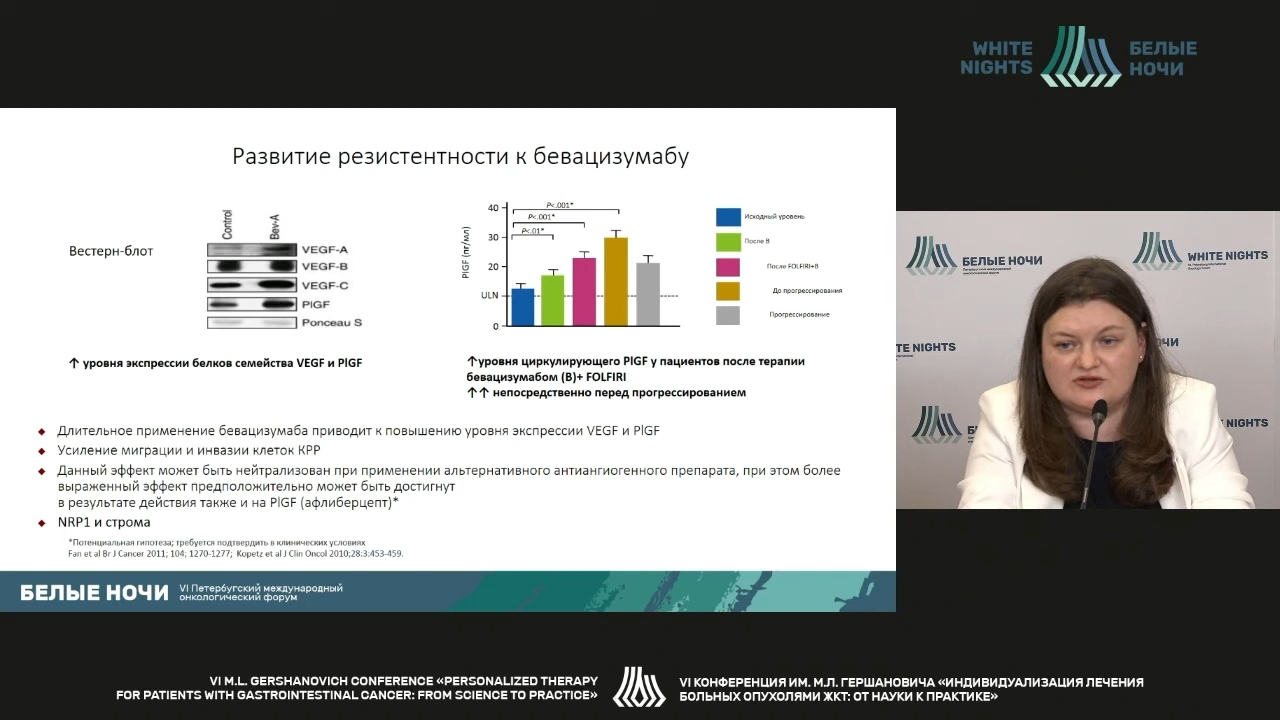 WHITE
NIGHTS
БЕЛЫЕ
НОЧИ
Развитие резистентности к бевацизумабу
Вестерн-блот
Control
Bev-A
VEGF-A
VEGF-B
VEGF-C
PlGF
Ponceau S
PlGF (пг/мл)
40
30
20
ULN
0
P<.001*
P<.001*
P<.01*
Исходный уровень
После В
После FOLFIRI+B
До прогрессирования
Прогрессирование
↑ уровня экспрессии белков семейства VEGF и PlGF
↑уровня циркулирующего PlGF у пациентов после терапии
бевацизумабом (В)+ FOLFIRI
↑↑ непосредственно перед прогрессированием
Длительное применение бевацизумаба приводит к повышению уровня экспрессии VEGF и PlGF
Усиление миграции и инвазии клеток КРР
Данный эффект может быть нейтрализован при применении альтернативного антиангиогенного препарата, при этом более
выраженный эффект предположительно может быть достигнут
в результате действия также и на PlGF (афлиберцепт)*
NRP1 и строма
*Потенциальная гипотеза; требуется подтвердить в клинических условиях
Fan et al Br J Cancer 2011; 104; 1270-1277; Kopetz et al J Clin Oncol 2010;28:3:453-459.
БЕЛЫЕ НОЧИ
VI Петербугский международный
онкологический форум
БЕЛЫЕ НОЧИ
WHITE NIGHTS
TE NIGHTS
ОЧИ
NIGHTS
VI M.L. GERSHANOVICH CONFERENCE «PERSONALIZED THERAPY
FOR PATIENTS WITH GASTROINTESTINAL CANCER: FROM SCIENCE TO PRACTICE»
VI КОНФЕРЕНЦИЯ ИМ. М.Л. ГЕРШАНОВИЧА «ИНДИВИДУАЛИЗАЦИЯ ЛЕЧЕНИЯ
БОЛЬНЫХ ОПУХОЛЯМИ ЖКТ: ОТ НАУКИ К ПРАКТИКЕ»